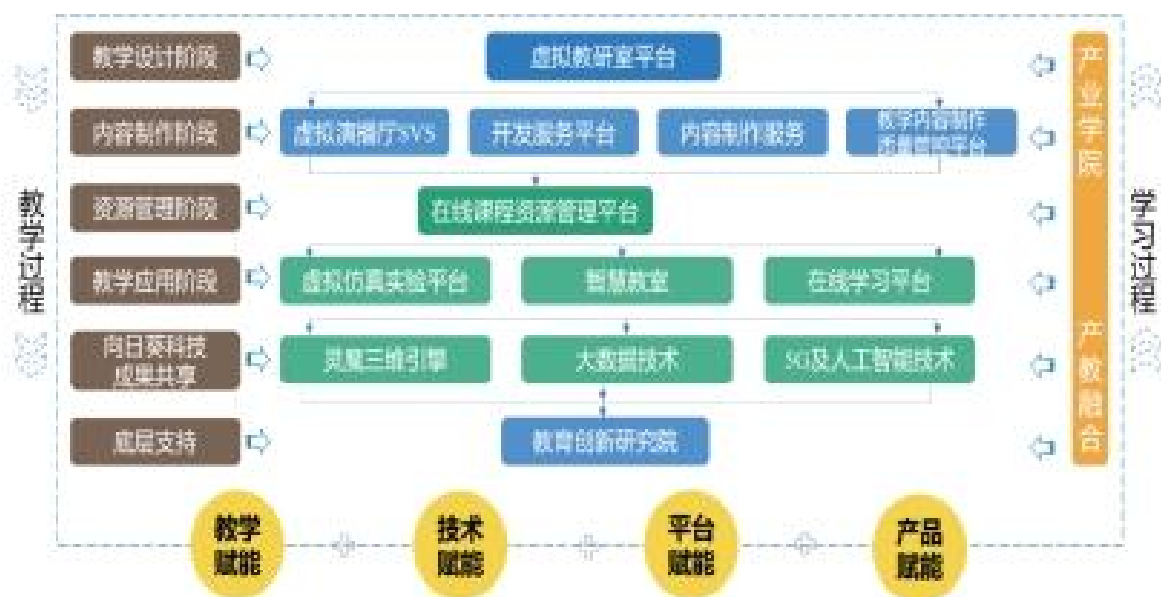 教学设计阶段
虚拟教研室平台
内容制作阶段
虚拟演播厅SVS
开发服务平台
内容制作服务
教学内容制作
质量管控平台
资源管理阶段
在线课程资源管理平台
教学应用阶段
虚拟仿真实验平台
智慧教室
在线学习平台
向日葵科技
成果共享
灵魔三维引擎
大数据技术
5G及人工智能技术
底层支持
教育创新研究院
教学过程
产业学院
产教融合
学习过程
教学
赋能
技术
赋能
平台
赋能
产品
赋能